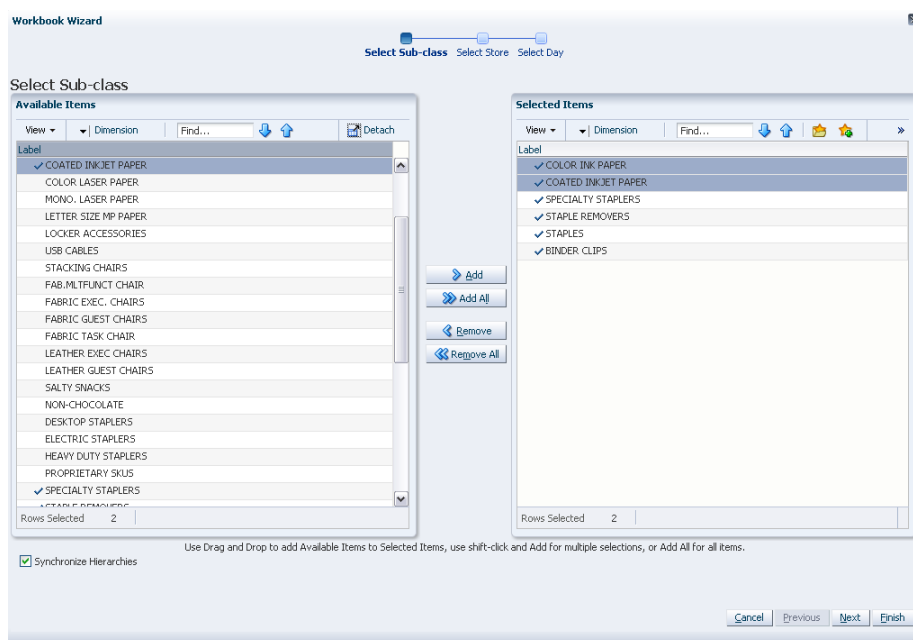 Workbook Wizard
Select Sub-class Select Store Select Day
Select Sub-class
Available Items
View Dimension Find... Detach
Label
COATED INKJET PAPER
COLOR LASER PAPER
MONO. LASER PAPER
LETTER SIZE MP PAPER
LOCKER ACCESSORIES
USB CABLES
STACKING CHAIRS
FAB.MLTFUNCT CHAIR
FABRIC EXEC. CHAIRS
FABRIC GUEST CHAIRS
FABRIC TASK CHAIR
LEATHER EXEC CHAIRS
LEATHER GUEST CHAIRS
SALTY SNACKS
NON-CHOCOLATE
DESKTOP STAPLERS
ELECTRIC STAPLERS
HEAVY DUTY STAPLERS
PROPRIETARY SKUS
SPECIALTY STAPLERS
STAPLE REMOVERS
Rows Selected 2
Add
Add All
Remove
Remove All
Selected Items
View Dimension Find... »
Label
COLOR INK PAPER
COATED INKJET PAPER
SPECIALTY STAPLERS
STAPLE REMOVERS
STAPLES
BINDER CLIPS
Rows Selected 2
Use Drag and Drop to add Available Items to Selected Items, use shift-click and Add for multiple selections, or Add All for all items.
Synchronize Hierarchies
Cancel Previous Next Finish